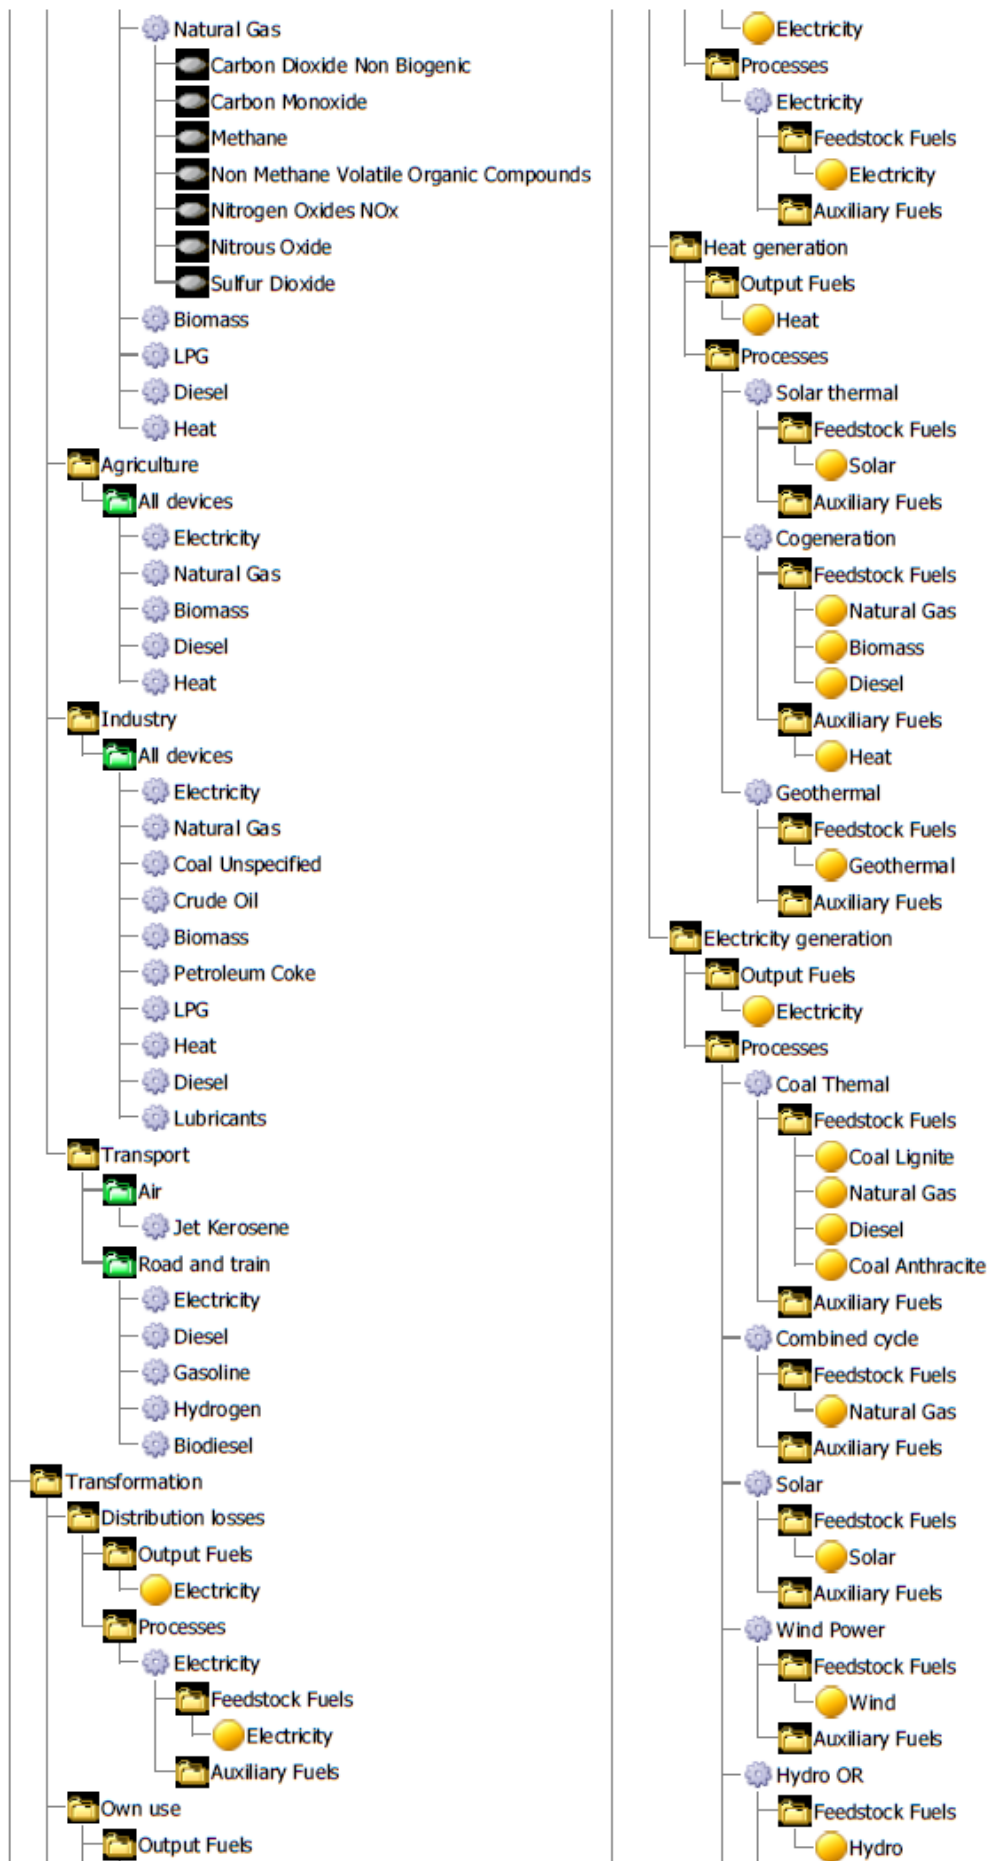 Natural Gas
Carbon Dioxide Non Biogenic
Carbon Monoxide
Methane
Non Methane Volatile Organic Compounds
Nitrogen Oxides NOx
Nitrous Oxide
Sulfur Dioxide
Biomass
LPG
Diesel
Heat
Agriculture
All devices
Electricity
Natural Gas
Biomass
Diesel
Heat
Industry
All devices
Electricity
Natural Gas
Coal Unspecified
Crude Oil
Biomass
Petroleum Coke
LPG
Heat
Diesel
Lubricants
Transport
Air
Jet Kerosene
Road and train
Electricity
Diesel
Gasoline
Hydrogen
Biodiesel
Transformation
Distribution losses
Output Fuels
Electricity
Processes
Electricity
Feedstock Fuels
Electricity
Auxiliary Fuels
Own use
Output Fuels
Electricity
Processes
Electricity
Feedstock Fuels
Electricity
Auxiliary Fuels
Heat generation
Output Fuels
Heat
Processes
Solar thermal
Feedstock Fuels
Solar
Auxiliary Fuels
Cogeneration
Feedstock Fuels
Natural Gas
Biomass
Diesel
Auxiliary Fuels
Heat
Geothermal
Feedstock Fuels
Geothermal
Auxiliary Fuels
Electricity generation
Output Fuels
Electricity
Processes
Coal Themal
Feedstock Fuels
Coal Lignite
Natural Gas
Diesel
Coal Anthracite
Auxiliary Fuels
Combined cycle
Feedstock Fuels
Natural Gas
Auxiliary Fuels
Solar
Feedstock Fuels
Solar
Auxiliary Fuels
Wind Power
Feedstock Fuels
Wind
Auxiliary Fuels
Hydro OR
Feedstock Fuels
Hydro